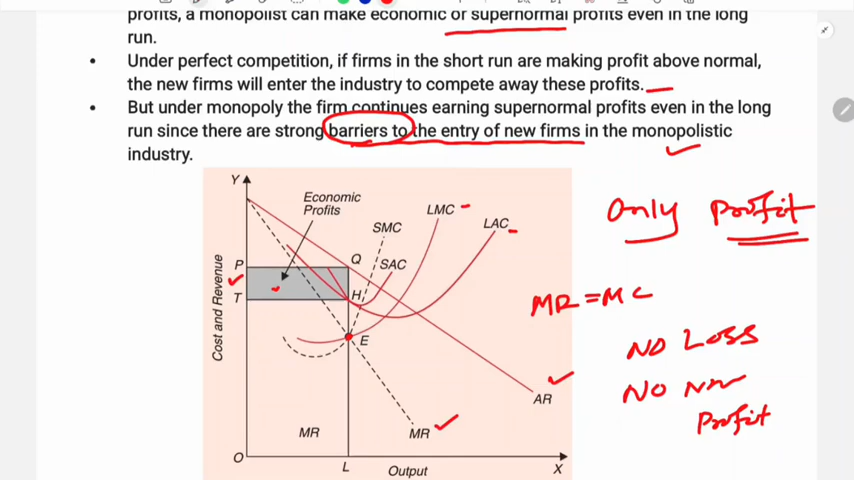 profits, a monopolist can make economic or supernormal profits even in the long
run.
• Under perfect competition, if firms in the short run are making profit above normal,
the new firms will enter the industry to compete away these profits.
• But under monopoly the firm continues earning supernormal profits even in the long
run since there are strong barriers to the entry of new firms in the monopolistic
industry.
Y
Economic
Profits
SMC
LMC
LAC
P
Q
SAC
T
H
E
Cost and Revenue
AR
MR
MR
O
L
Output
X
Only Profit
MR = MC
NO LOSS
NO
Profit